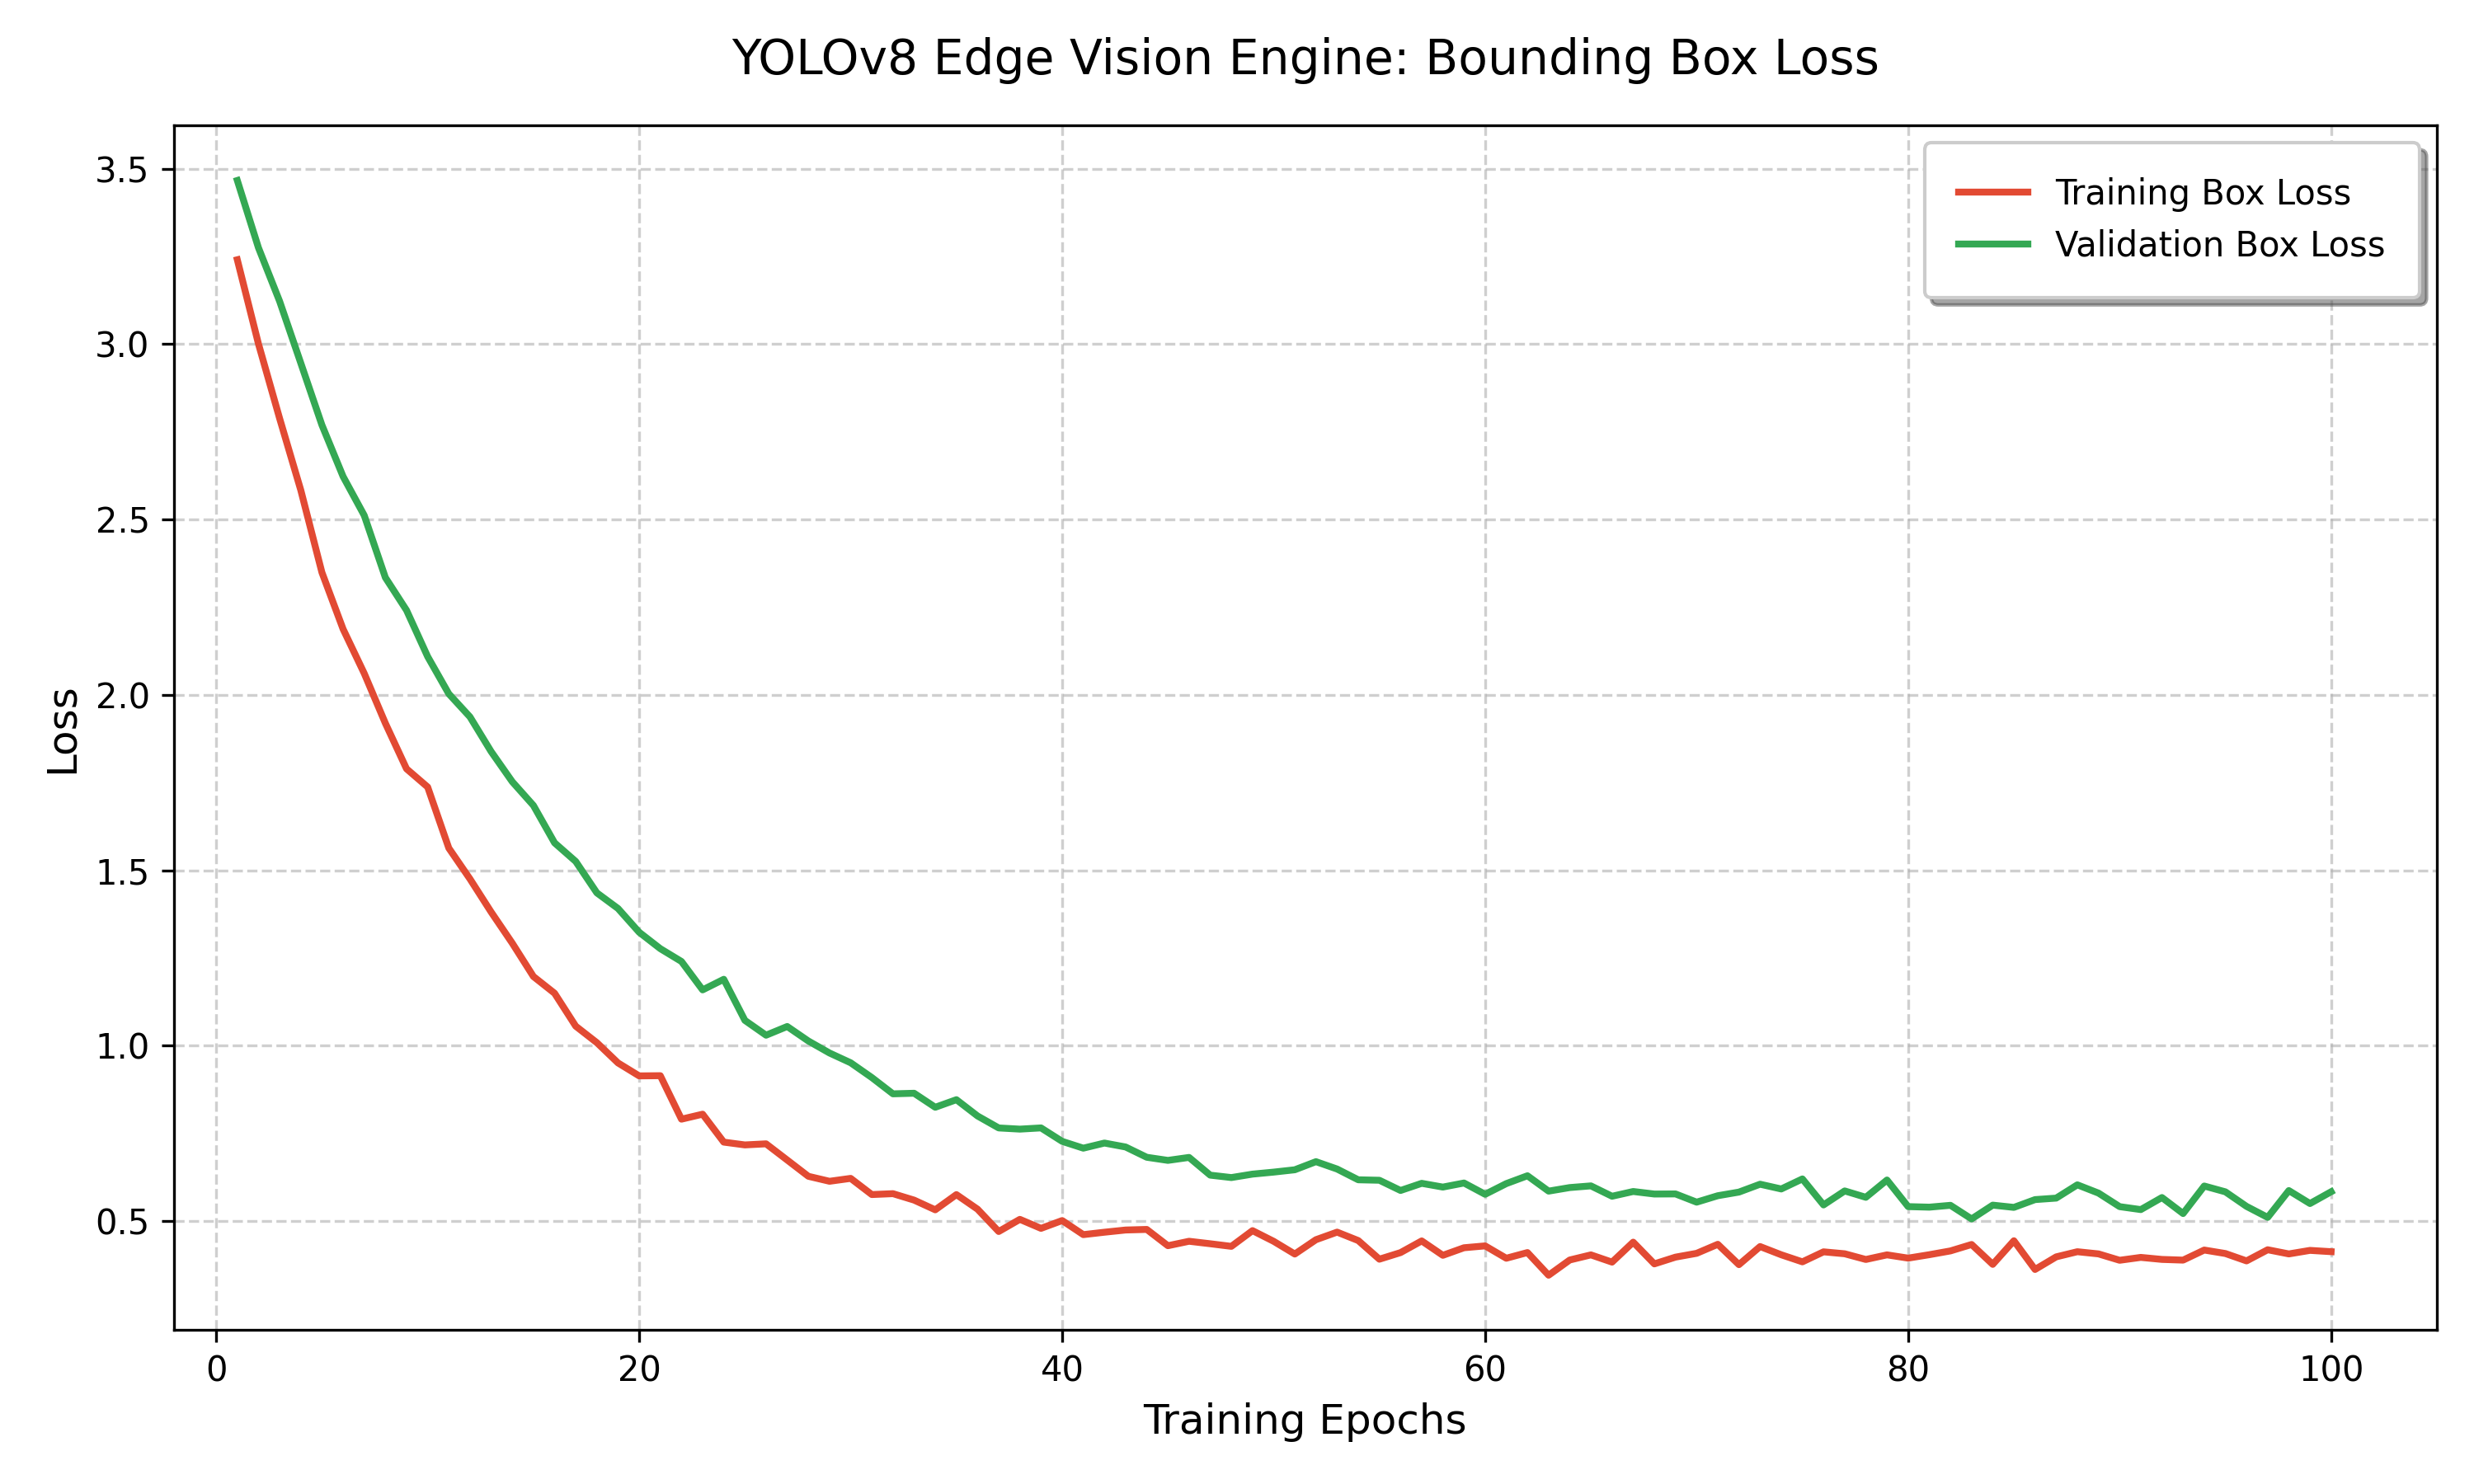 YOLOv8 Edge Vision Engine: Bounding Box Loss
Training Box Loss
Validation Box Loss
Loss
3.5
3.0
2.5
2.0
1.5
1.0
0.5
0 20 40 60 80 100
Training Epochs